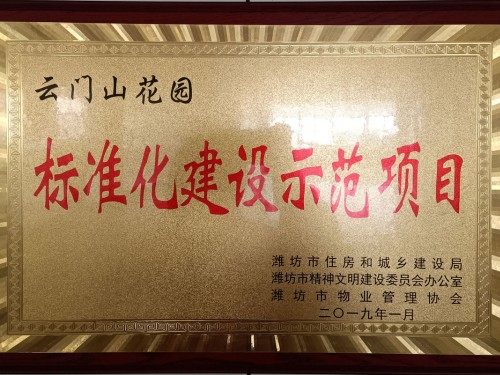 云门山花园
标准化建设示范项目
潍坊市住房和城乡建设局
潍坊市精神文明建设委员会办公室
潍坊市物业管理协会
二〇一九年一月